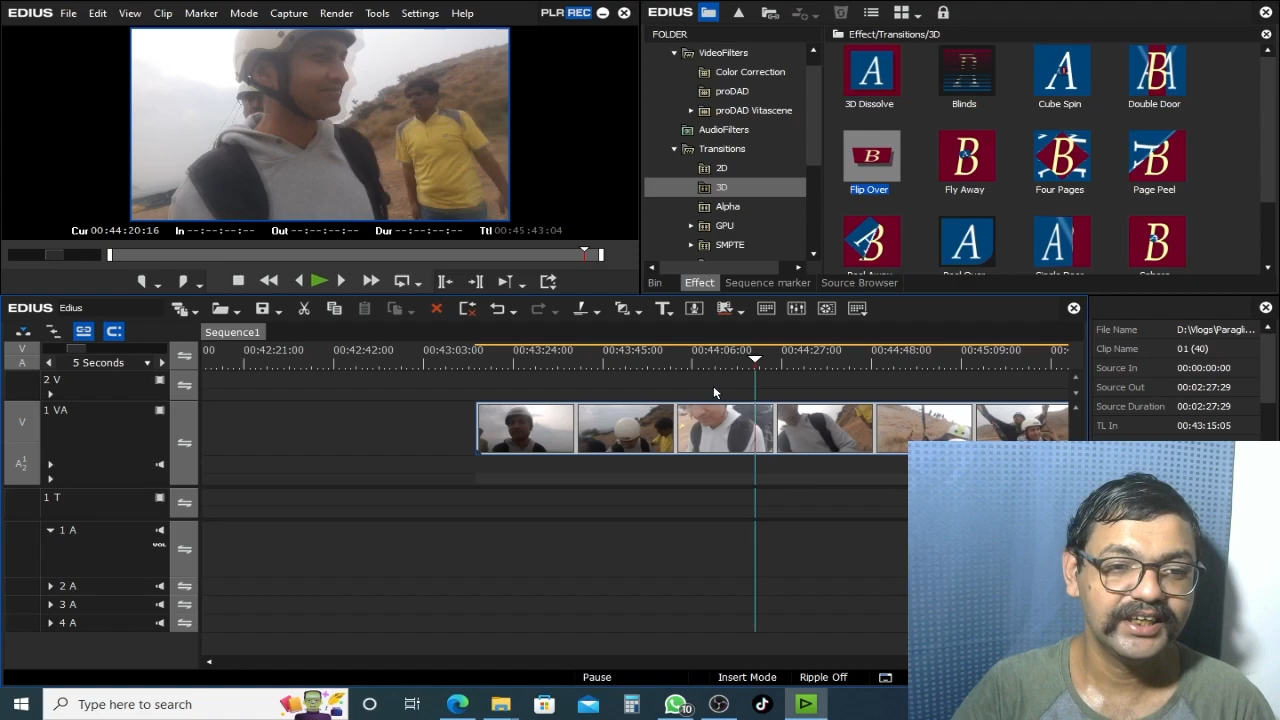 EDIUS File Edit View Clip Marker Mode Capture Render Tools Settings Help PLR REC
EDIUS
Cur 00:44:20:16 In --:--:--:-- Out --:--:--:-- Dur --:--:--:-- Ttl 00:45:43:04
FOLDER
VideoFilters
Color Correction
proDAD
proDAD Vitascene
AudioFilters
Transitions
2D
3D
Alpha
GPU
SMPTE
Effect/Transitions/3D
3D Dissolve Blinds Cube Spin Double Door
Flip Over Fly Away Four Pages Page Peel
Bin Effect Sequence marker Source Browser
EDIUS Edius
Sequence1
V
A
5 Seconds
00 00:42:21:00 00:42:42:00 00:43:03:00 00:43:24:00 00:43:45:00 00:44:06:00 00:44:27:00 00:44:48:00 00:45:09:00 00:
2 V
V 1 VA
A12
1 T
1 A
VOL
2 A
3 A
4 A
File Name D:\Vlogs\Paragli...
Clip Name 01 (40)
Source In 00:00:00:00
Source Out 00:02:27:29
Source Duration 00:02:27:29
TL In 00:43:15:05
Pause Insert Mode Ripple Off
Type here to search
10